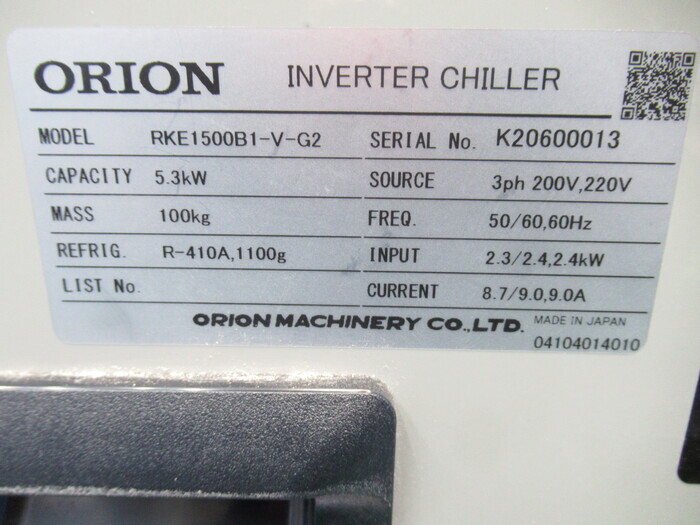 ORION INVERTER CHILLER
MODEL RKE1500B1-V-G2 SERIAL No. K20600013
CAPACITY 5.3kW SOURCE 3ph 200V,220V
MASS 100kg FREQ. 50/60,60Hz
REFRIG. R-410A,1100g INPUT 2.3/2.4,2.4kW
LIST No. CURRENT 8.7/9.0,9.0A
ORION MACHINERY CO.,LTD. MADE IN JAPAN
04104014010